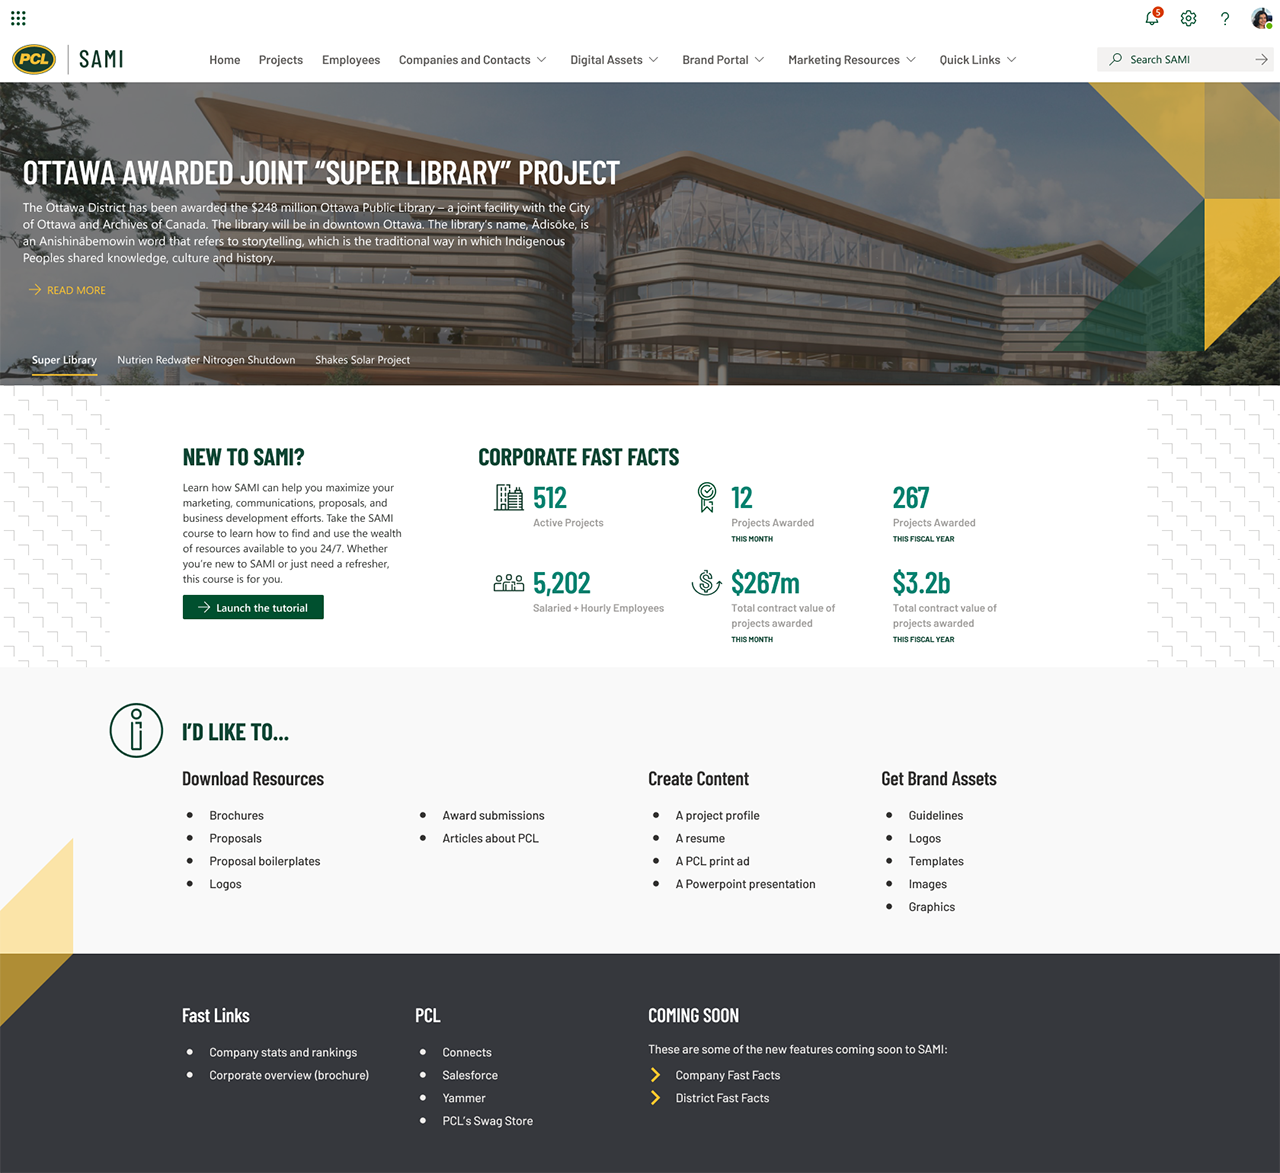 5
PCL
SAMI
Home
Projects
Employees
Companies and Contacts
Digital Assets
Brand Portal
Marketing Resources
Quick Links
Search SAMI
OTTAWA AWARDED JOINT “SUPER LIBRARY” PROJECT
The Ottawa District has been awarded the $248 million Ottawa Public Library – a joint facility with the City
of Ottawa and Archives of Canada. The library will be in downtown Ottawa. The library’s name, Ādisōke, is
an Anishinābemowin word that refers to storytelling, which is the traditional way in which Indigenous
Peoples shared knowledge, culture and history.
READ MORE
Super Library
Nutrien Redwater Nitrogen Shutdown
Shakes Solar Project
NEW TO SAMI?
Learn how SAMI can help you maximize your
marketing, communications, proposals, and
business development efforts. Take the SAMI
course to learn how to find and use the wealth
of resources available to you 24/7. Whether
you’re new to SAMI or just need a refresher,
this course is for you.
Launch the tutorial
CORPORATE FAST FACTS
512
Active Projects
12
Projects Awarded
THIS MONTH
267
Projects Awarded
THIS FISCAL YEAR
5,202
Salaried + Hourly Employees
$267m
Total contract value of
projects awarded
THIS MONTH
$3.2b
Total contract value of
projects awarded
THIS FISCAL YEAR
I’D LIKE TO...
Download Resources
Brochures
Proposals
Proposal boilerplates
Logos
Award submissions
Articles about PCL
Create Content
A project profile
A resume
A PCL print ad
A Powerpoint presentation
Get Brand Assets
Guidelines
Logos
Templates
Images
Graphics
Fast Links
Company stats and rankings
Corporate overview (brochure)
PCL
Connects
Salesforce
Yammer
PCL’s Swag Store
COMING SOON
These are some of the new features coming soon to SAMI:
Company Fast Facts
District Fast Facts